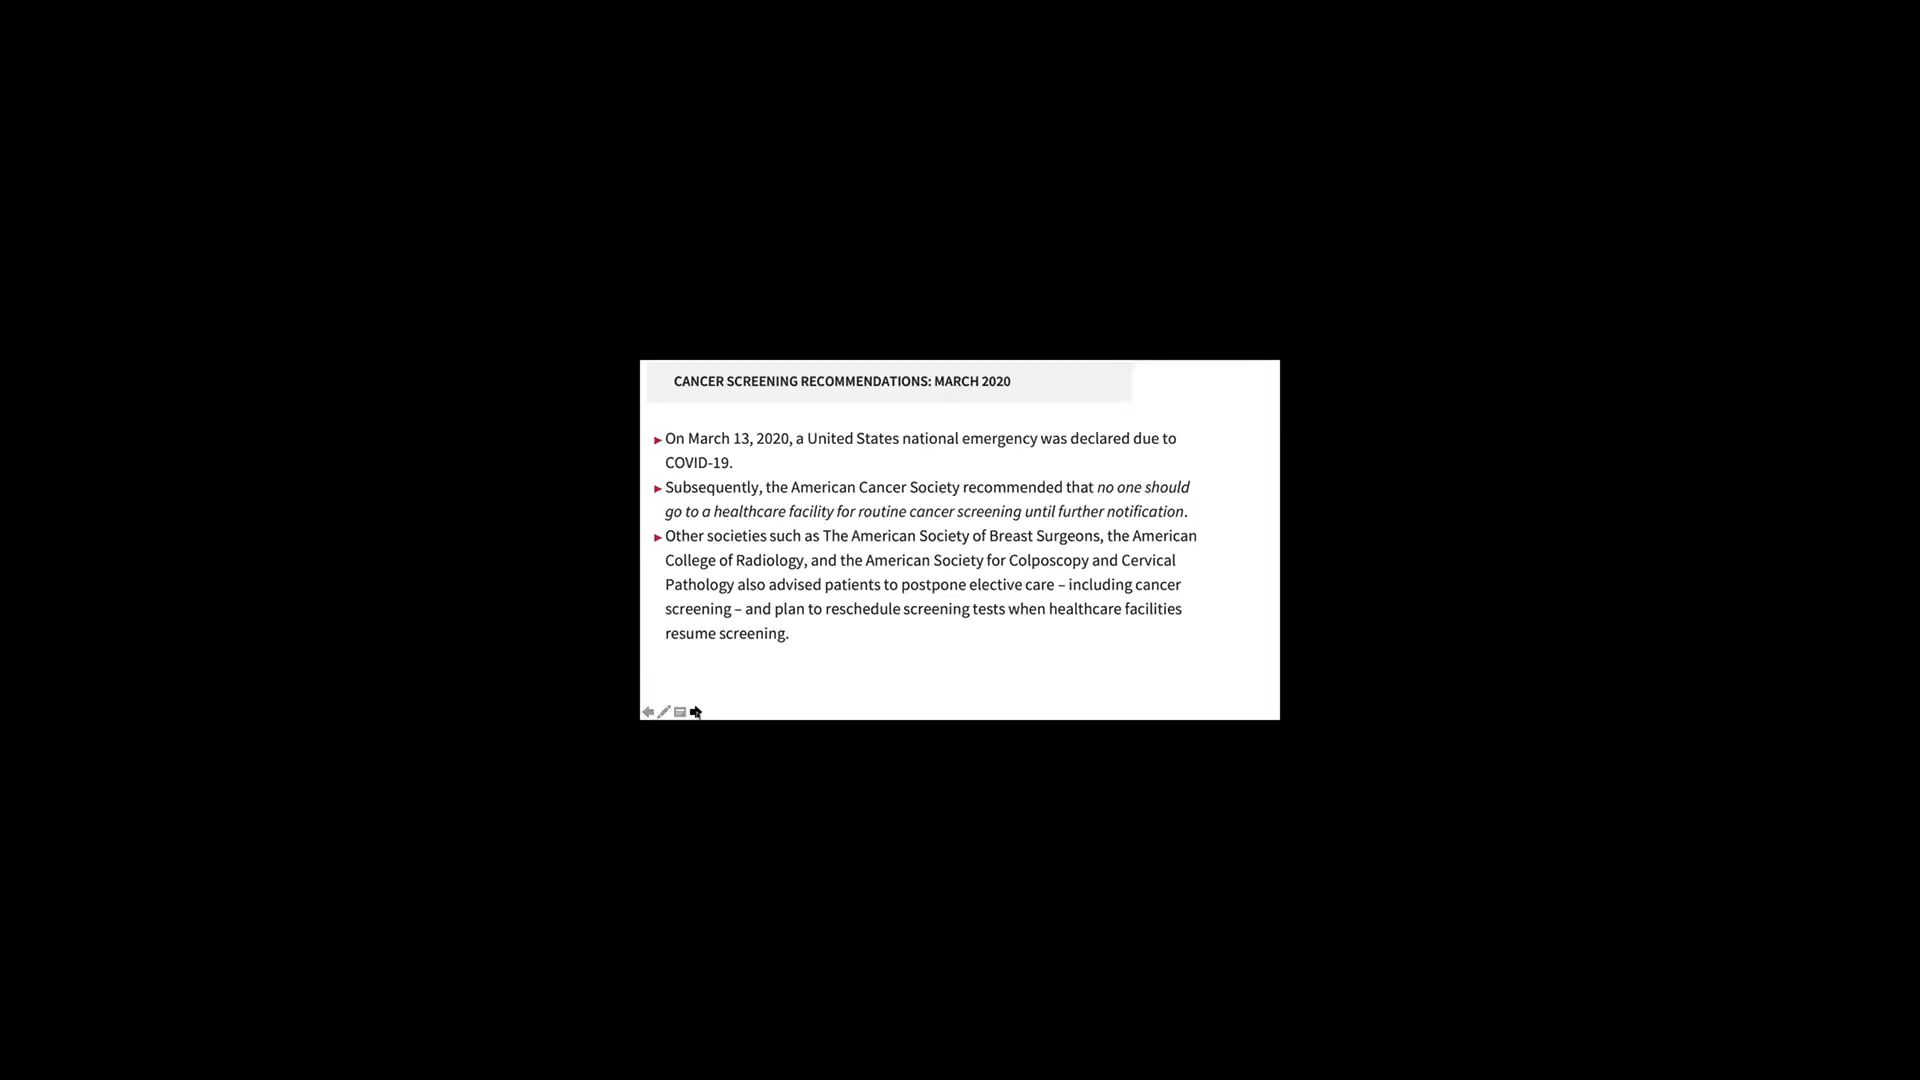 CANCER SCREENING RECOMMENDATIONS: MARCH 2020
▸On March 13, 2020, a United States national emergency was declared due to
COVID-19.
▸Subsequently, the American Cancer Society recommended that no one should
go to a healthcare facility for routine cancer screening until further notification.
▸Other societies such as The American Society of Breast Surgeons, the American
College of Radiology, and the American Society for Colposcopy and Cervical
Pathology also advised patients to postpone elective care – including cancer
screening – and plan to reschedule screening tests when healthcare facilities
resume screening.